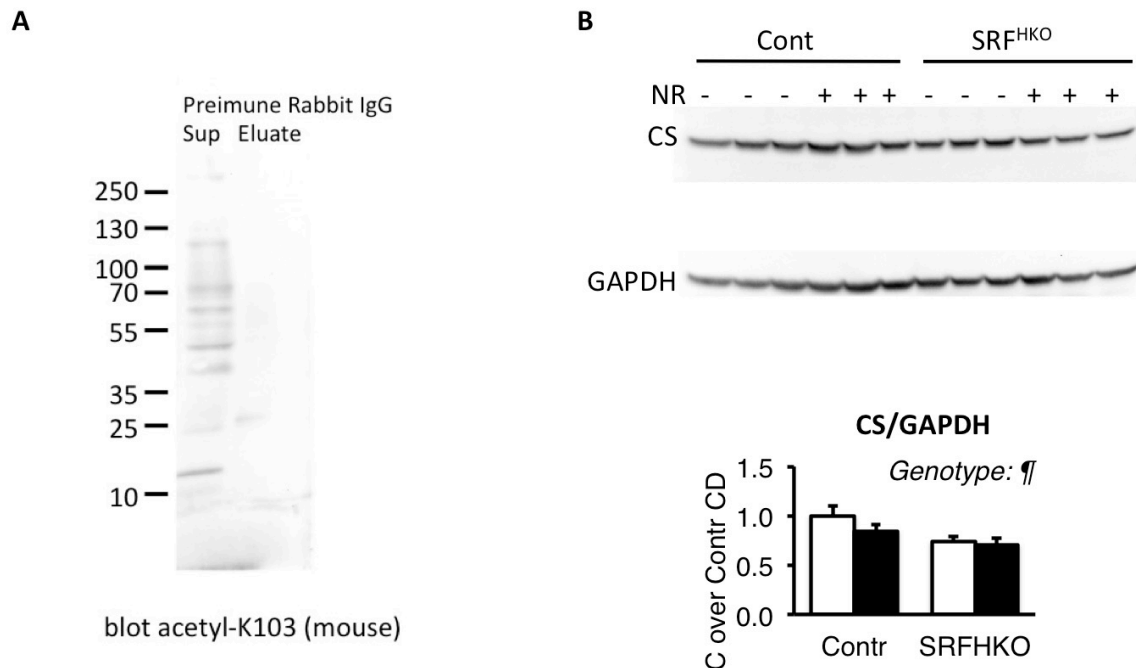 A
Preimune Rabbit IgG
Sup Eluate
250
130
100
70
55
35
25
10
blot acetyl-K103 (mouse)
B
Cont SRFHKO
NR - - - + + + - - - + + +
CS
GAPDH
CS/GAPDH
Genotype: ¶
C over Contr CD
1.5
1.0
0.5
0.0
Contr SRFHKO